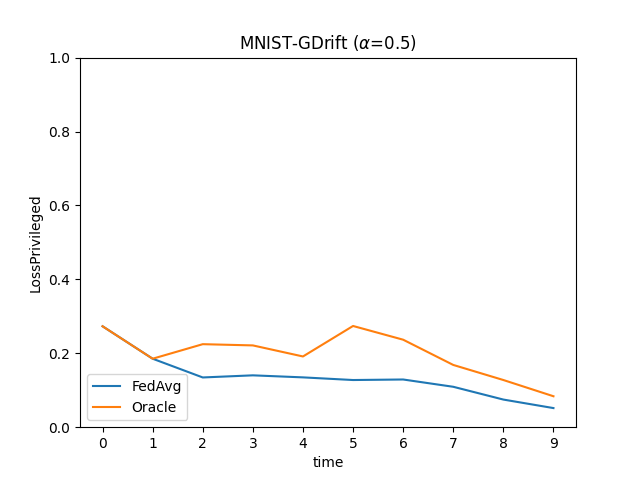 MNIST-GDrift (α=0.5)
LossPrivileged
1.0
0.8
0.6
0.4
0.2
0.0
FedAvg
Oracle
0 1 2 3 4 5 6 7 8 9
time